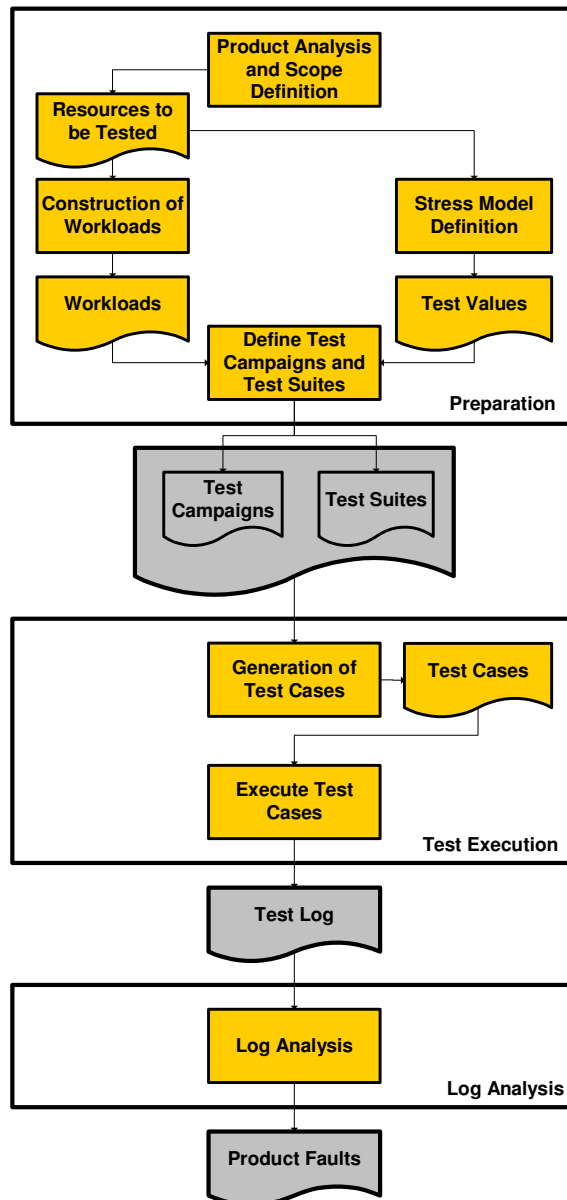 Product Analysis
and Scope
Definition
Resources to
be Tested
Construction of
Workloads
Stress Model
Definition
Workloads
Test Values
Define Test
Campaigns and
Test Suites
Preparation
Test
Campaigns
Test Suites
Generation of
Test Cases
Test Cases
Execute Test
Cases
Test Execution
Test Log
Log Analysis
Log Analysis
Product Faults